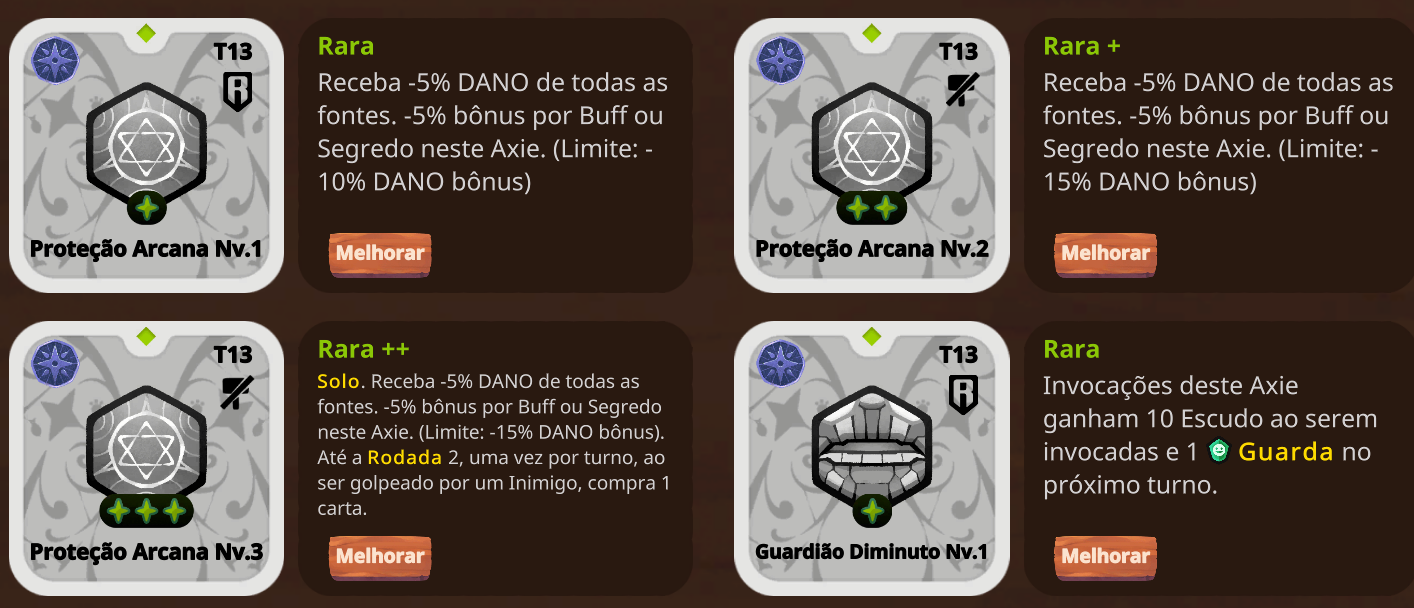 T13
Proteção Arcana Nv.1
Rara
Receba -5% DANO de todas as
fontes. -5% bônus por Buff ou
Segredo neste Axie. (Limite: -
10% DANO bônus)
Melhorar
T13
Proteção Arcana Nv.2
Rara +
Receba -5% DANO de todas as
fontes. -5% bônus por Buff ou
Segredo neste Axie. (Limite: -
15% DANO bônus)
Melhorar
T13
Proteção Arcana Nv.3
Rara ++
Solo. Receba -5% DANO de todas as
fontes. -5% bônus por Buff ou Segredo
neste Axie. (Limite: -15% DANO bônus).
Até a Rodada 2, uma vez por turno, ao
ser golpeado por um Inimigo, compra 1
carta.
Melhorar
T13
Guardião Diminuto Nv.1
Rara
Invocações deste Axie
ganham 10 Escudo ao serem
invocadas e 1 Guarda no
próximo turno.
Melhorar